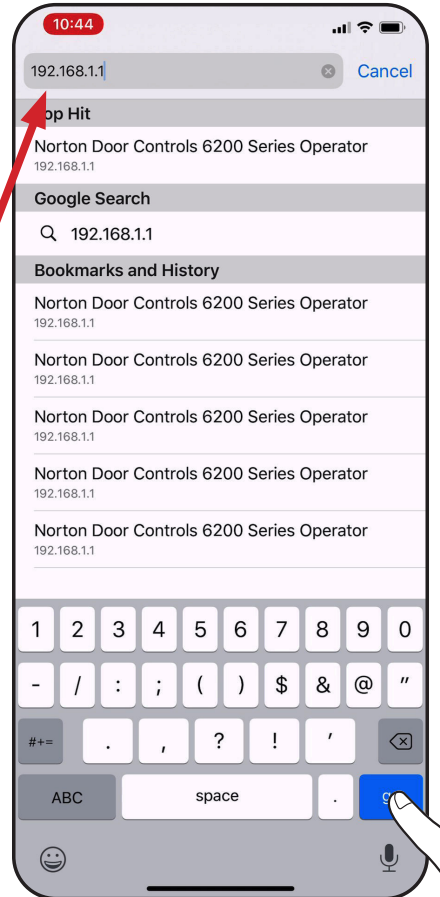 10:44
192.168.1.1 Cancel
op Hit
Norton Door Controls 6200 Series Operator
192.168.1.1
Google Search
192.168.1.1
Bookmarks and History
Norton Door Controls 6200 Series Operator
192.168.1.1
Norton Door Controls 6200 Series Operator
192.168.1.1
Norton Door Controls 6200 Series Operator
192.168.1.1
Norton Door Controls 6200 Series Operator
192.168.1.1
Norton Door Controls 6200 Series Operator
192.168.1.1
1 2 3 4 5 6 7 8 9 0
- / : ; ( ) $ & @ "
#+= . , ? ! '
ABC space .